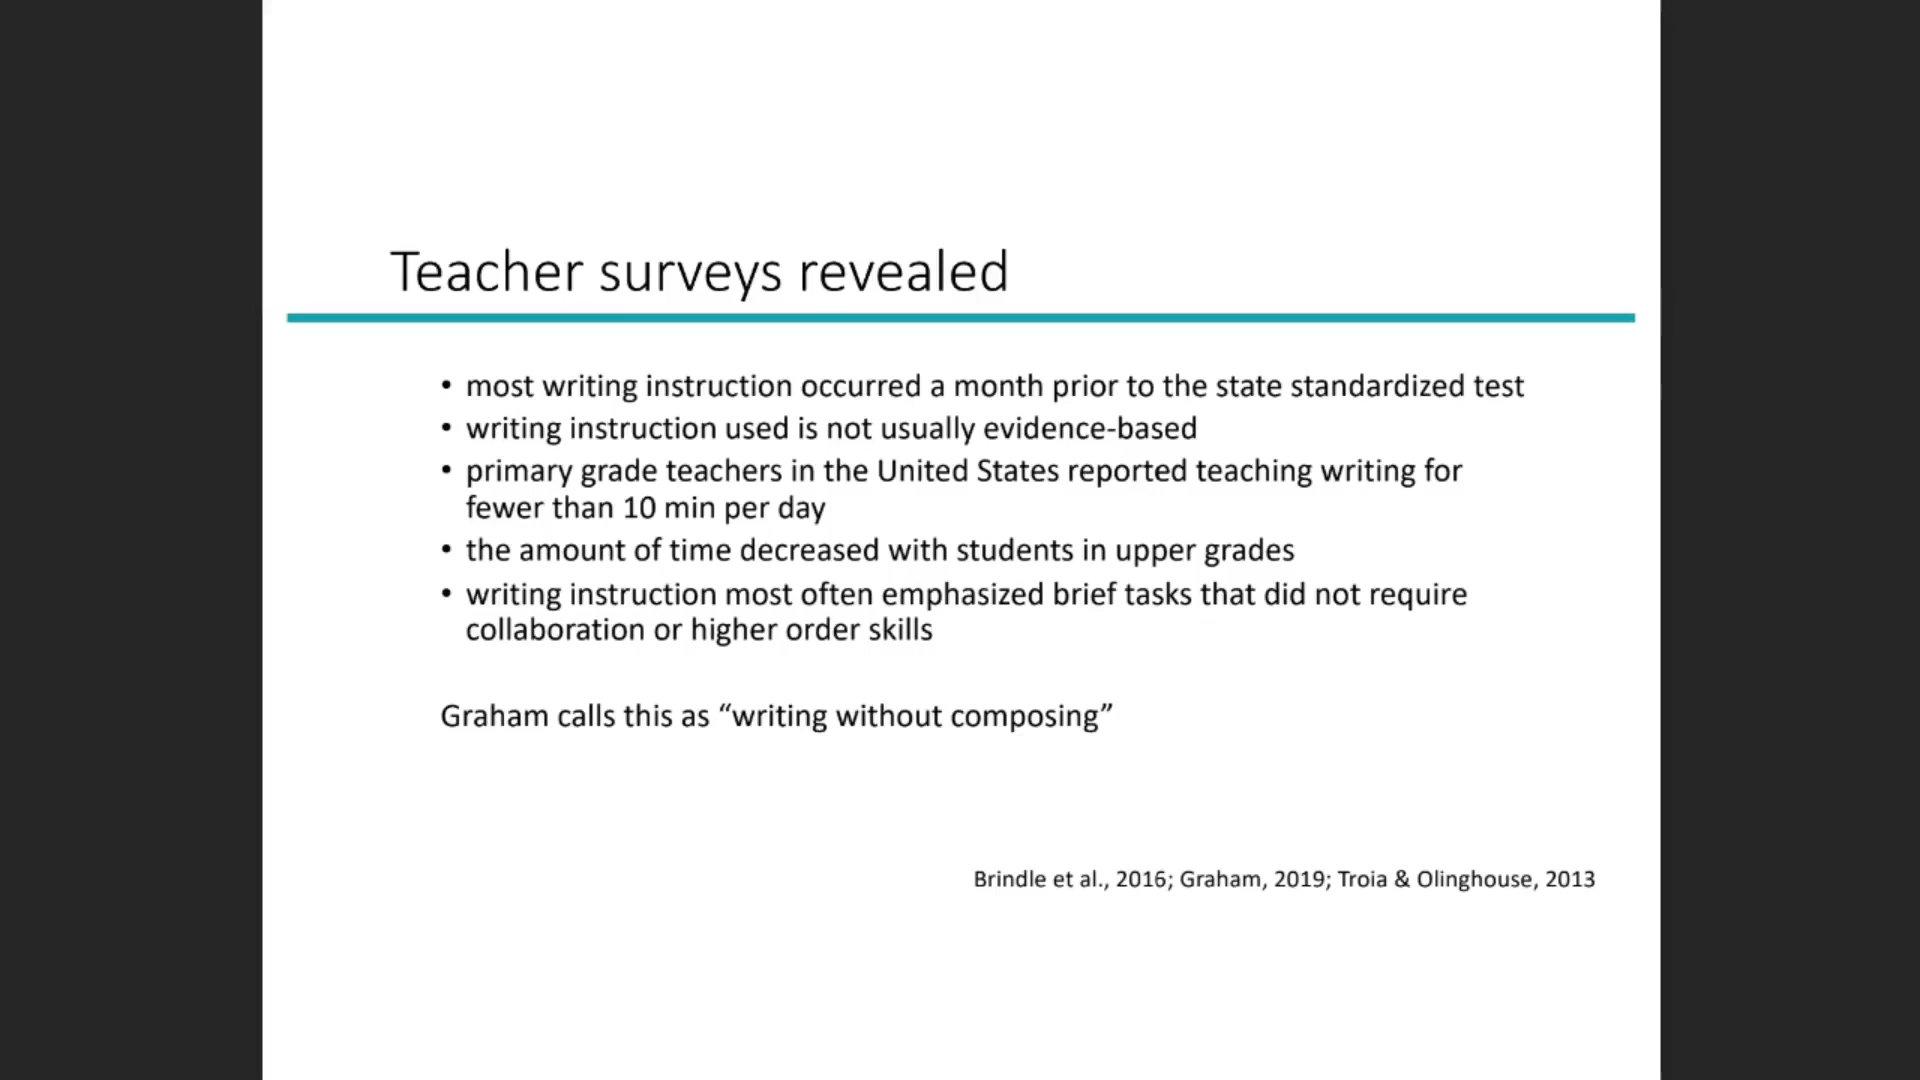 Teacher surveys revealed
• most writing instruction occurred a month prior to the state standardized test
• writing instruction used is not usually evidence-based
• primary grade teachers in the United States reported teaching writing for
fewer than 10 min per day
• the amount of time decreased with students in upper grades
• writing instruction most often emphasized brief tasks that did not require
collaboration or higher order skills
Graham calls this as “writing without composing”
Brindle et al., 2016; Graham, 2019; Troia & Olinghouse, 2013